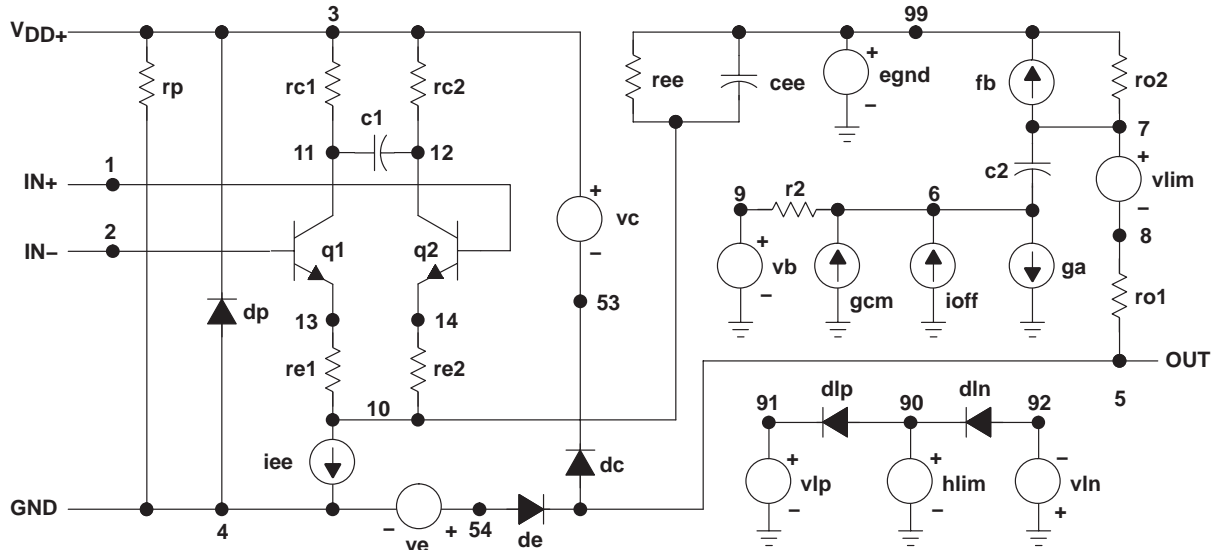 3
99
VDD+
rp
rc1
rc2
ree
cee
+
egnd
−
fb
ro2
c1
7
11
12
1
IN+
+
vlim
−
c2
9
r2
6
+
vc
−
2
IN−
q1
q2
8
+
vb
−
gcm
ioff
ga
53
dp
13
14
ro1
re1
re2
OUT
5
10
dlp
dln
91
90
92
iee
dc
+
vlp
−
+
hlim
−
−
vln
+
GND
4
−
ve
+
54
de